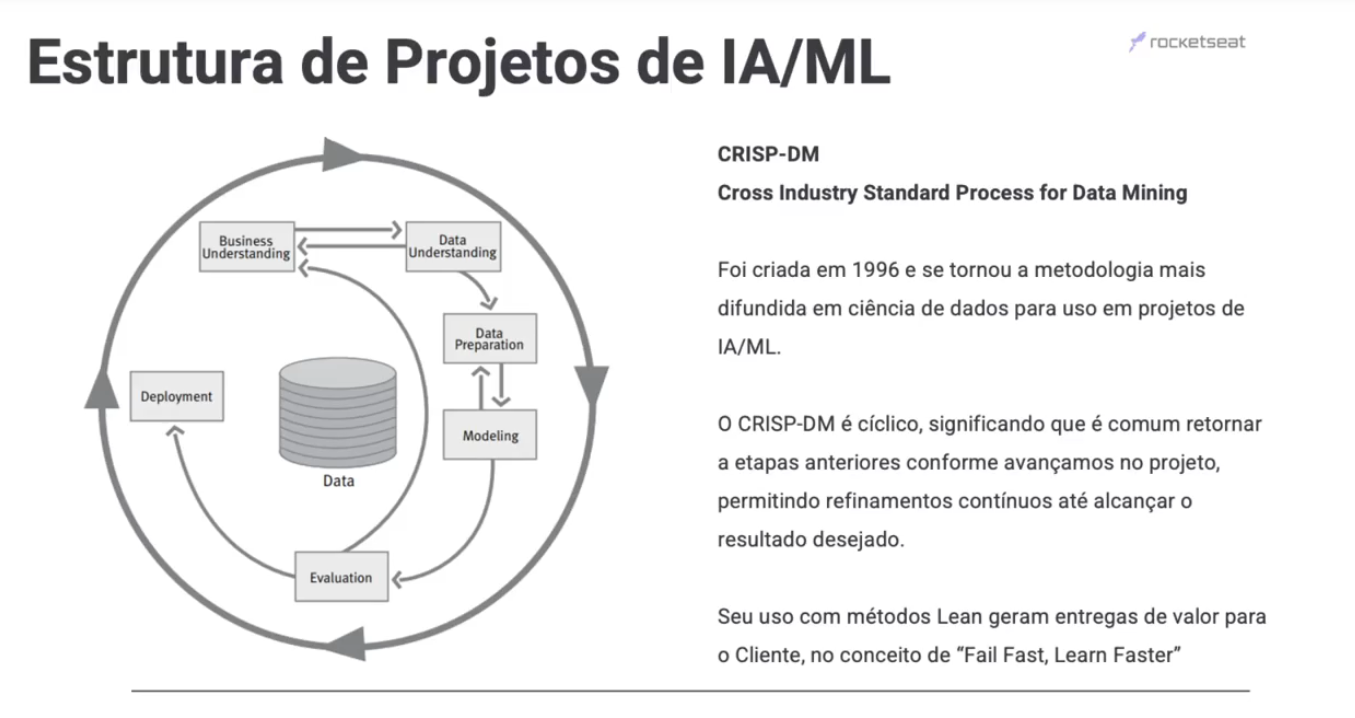 Estrutura de Projetos de IA/ML
rocketseat
Business
Understanding
Data
Understanding
Data
Preparation
Deployment
Modeling
Data
Evaluation
CRISP-DM
Cross Industry Standard Process for Data Mining
Foi criada em 1996 e se tornou a metodologia mais
difundida em ciência de dados para uso em projetos de
IA/ML.
O CRISP-DM é cíclico, significando que é comum retornar
a etapas anteriores conforme avançamos no projeto,
permitindo refinamentos contínuos até alcançar o
resultado desejado.
Seu uso com métodos Lean geram entregas de valor para
o Cliente, no conceito de “Fail Fast, Learn Faster”